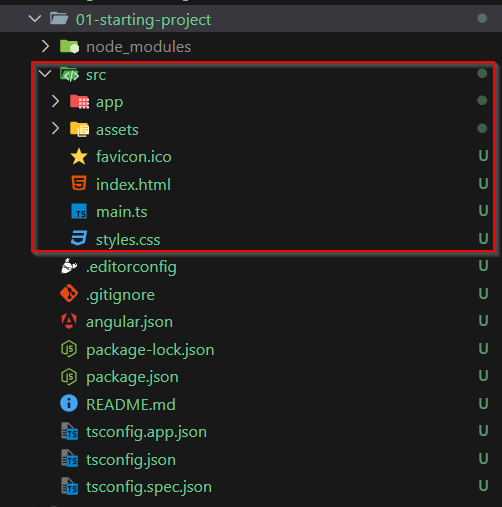 01-starting-project
node_modules
src
app
assets
favicon.ico U
index.html U
main.ts U
styles.css U
.editorconfig U
.gitignore U
angular.json U
package-lock.json U
package.json U
README.md U
tsconfig.app.json U
tsconfig.json U
tsconfig.spec.json U